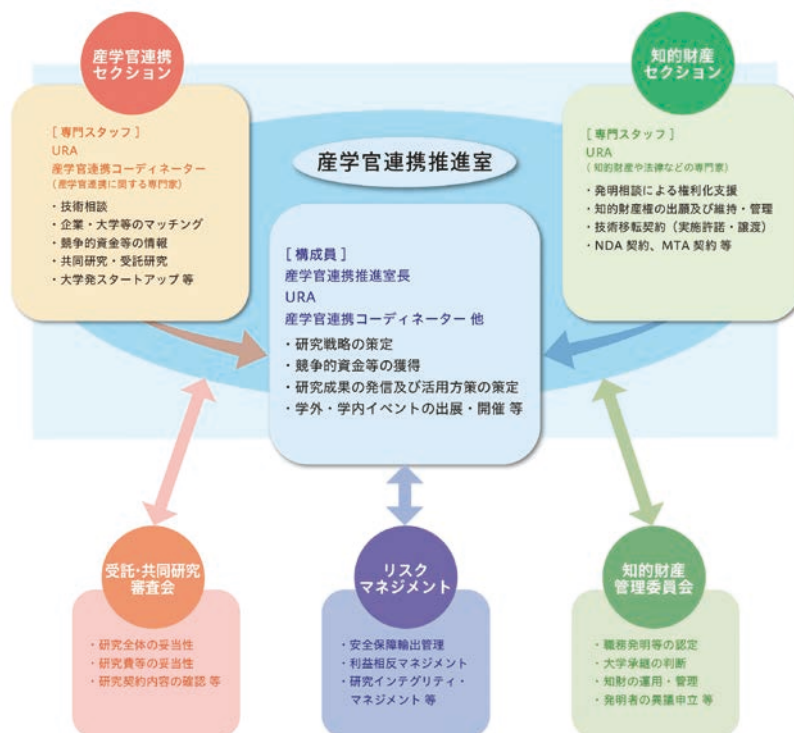 産学官連携
セクション
[ 専門スタッフ ]
URA
産学官連携コーディネーター
(産学官連携に関する専門家)
・技術相談
・企業・大学等のマッチング
・競争的資金等の情報
・共同研究・受託研究
・大学発スタートアップ 等
知的財産
セクション
[ 専門スタッフ ]
URA
( 知的財産や法律などの専門家)
・発明相談による権利化支援
・知的財産権の出願及び維持・管理
・技術移転契約（実施許諾・譲渡）
・NDA 契約、MTA 契約 等
産学官連携推進室
[ 構成員 ]
産学官連携推進室長
URA
産学官連携コーディネーター 他
・研究戦略の策定
・競争的資金等の獲得
・研究成果の発信及び活用方策の策定
・学外・学内イベントの出展・開催 等
受託・共同研究
審査会
・研究全体の妥当性
・研究費等の妥当性
・研究契約内容の確認 等
リスク
マネジメント
・安全保障輸出管理
・利益相反マネジメント
・研究インテグリティ・
マネジメント 等
知的財産
管理委員会
・職務発明等の認定
・大学承継の判断
・知財の運用・管理
・発明者の異議申立 等